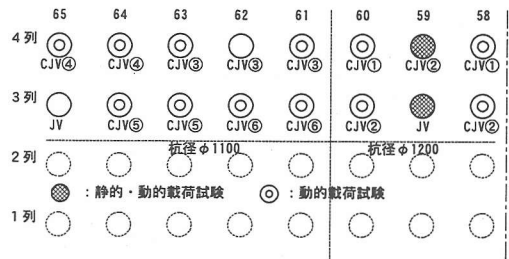 65 64 63 62 61 60 59 58
4列
CJV④ CJV④ CJV③ CJV③ CJV③ CJV① CJV② CJV①
3列
JV CJV⑤ CJV⑤ CJV⑥ CJV⑥ CJV② JV CJV②
杭径φ1100 杭径φ1200
2列
：静的・動的載荷試験 ：動的載荷試験
1列